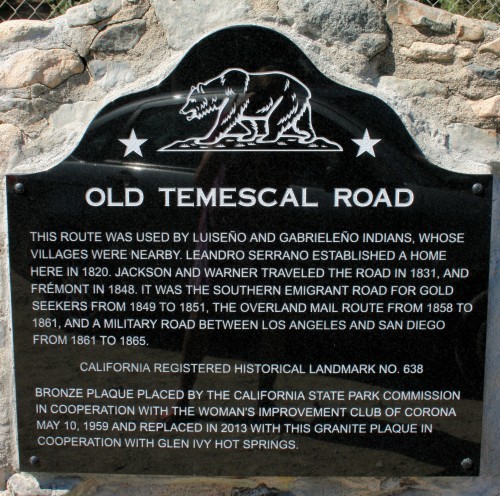 OLD TEMESCAL ROAD
THIS ROUTE WAS USED BY LUISEÑO AND GABRIELEÑO INDIANS, WHOSE
VILLAGES WERE NEARBY. LEANDRO SERRANO ESTABLISHED A HOME
HERE IN 1820. JACKSON AND WARNER TRAVELED THE ROAD IN 1831, AND
FRÉMONT IN 1848. IT WAS THE SOUTHERN EMIGRANT ROAD FOR GOLD
SEEKERS FROM 1849 TO 1851, THE OVERLAND MAIL ROUTE FROM 1858 TO
1861, AND A MILITARY ROAD BETWEEN LOS ANGELES AND SAN DIEGO
FROM 1861 TO 1865.
CALIFORNIA REGISTERED HISTORICAL LANDMARK NO. 638
BRONZE PLAQUE PLACED BY THE CALIFORNIA STATE PARK COMMISSION
IN COOPERATION WITH THE WOMAN'S IMPROVEMENT CLUB OF CORONA
MAY 10, 1959 AND REPLACED IN 2013 WITH THIS GRANITE PLAQUE IN
COOPERATION WITH GLEN IVY HOT SPRINGS.